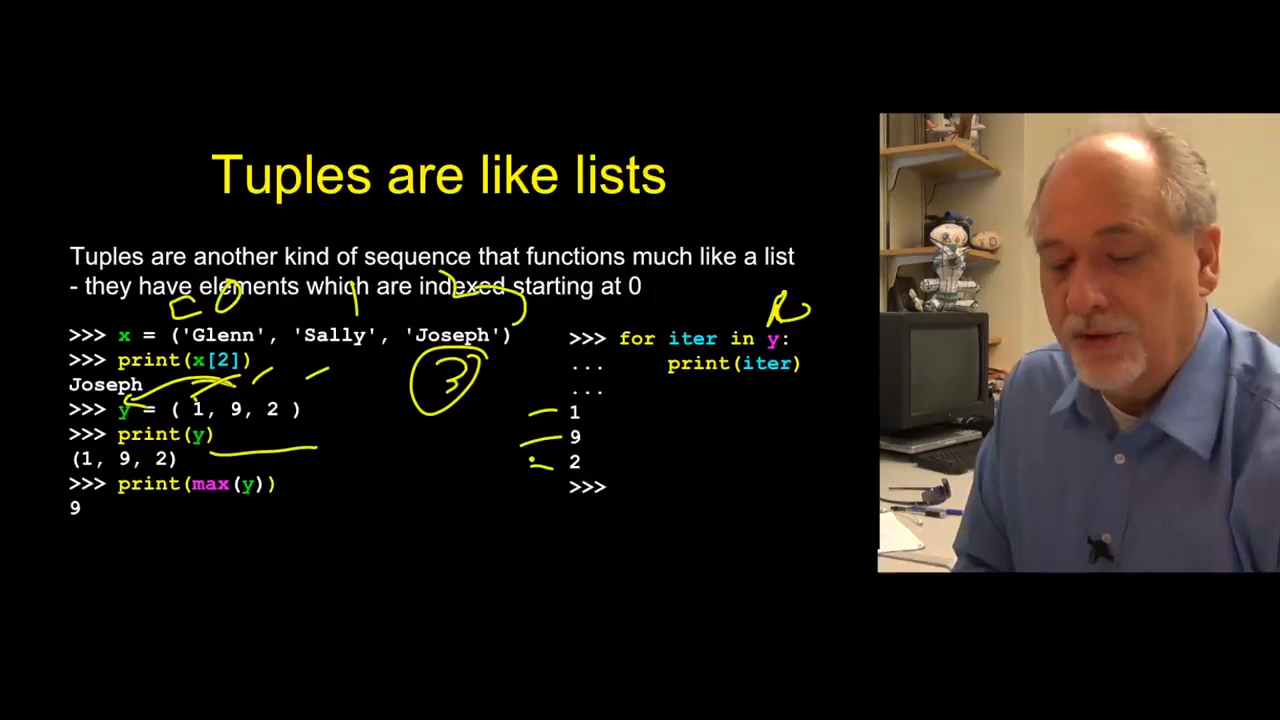 Tuples are like lists
Tuples are another kind of sequence that functions much like a list
- they have elements which are indexed starting at 0
0 1 2
>>> x = ('Glenn', 'Sally', 'Joseph')
>>> print(x[2])
Joseph
>>> y = ( 1, 9, 2 )
>>> print(y)
(1, 9, 2)
>>> print(max(y))
9
3
>>> for iter in y:
...     print(iter)
...
1
9
2
>>>